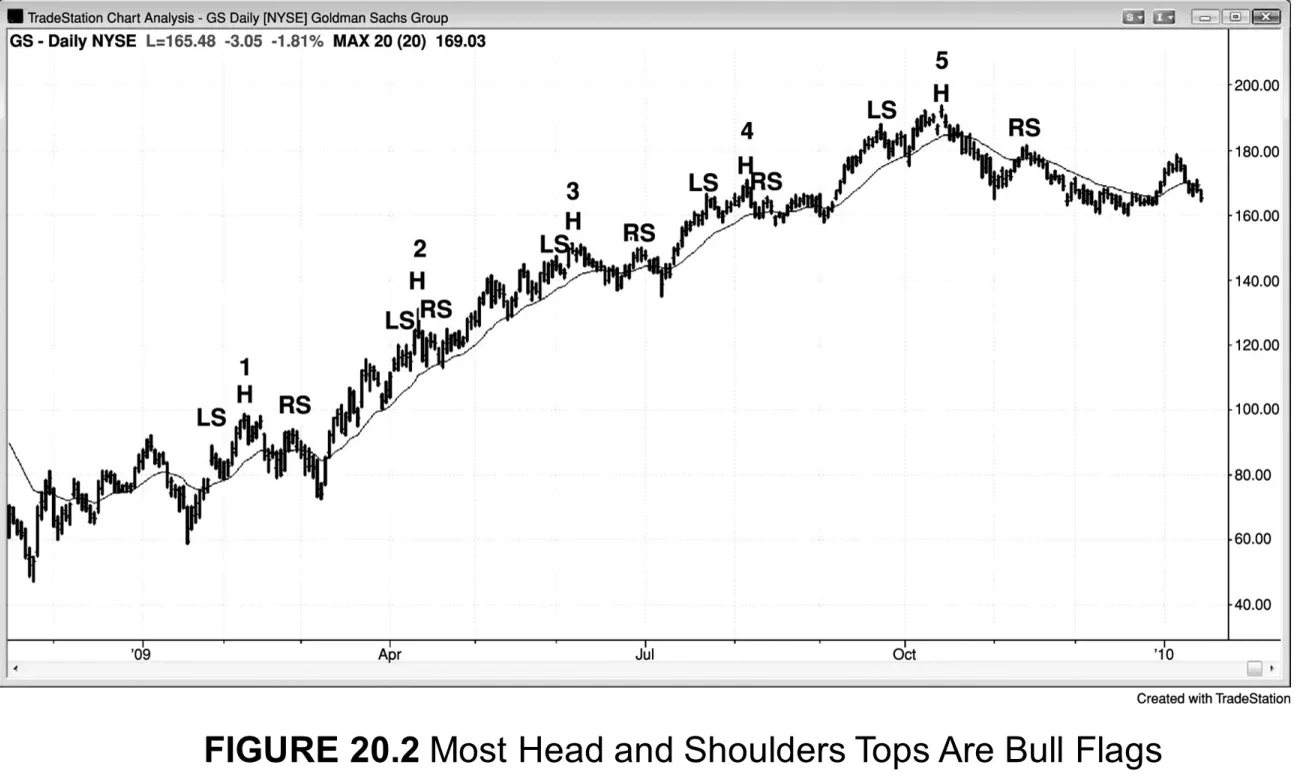 TradeStation Chart Analysis - GS Daily [NYSE] Goldman Sachs Group
S
I
GS - Daily NYSE L=165.48 -3.05 -1.81% MAX 20 (20) 169.03
5
H
200.00
LS
RS
4
H
LS
RS
180.00
3
H
LS
RS
160.00
2
H
LS
RS
140.00
120.00
1
H
LS
RS
100.00
80.00
60.00
40.00
'09 Apr Jul Oct '10
Created with TradeStation
FIGURE 20.2 Most Head and Shoulders Tops Are Bull Flags